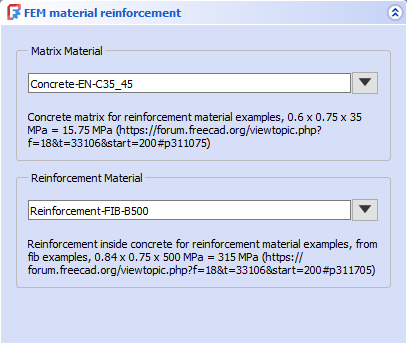 FEM material reinforcement
Matrix Material
Concrete-EN-C35_45
Concrete matrix for reinforcement material examples, 0.6 x 0.75 x 35
MPa = 15.75 MPa (https://forum.freecad.org/viewtopic.php?
f=18&t=33106&start=200#p311075)
Reinforcement Material
Reinforcement-FIB-B500
Reinforcement inside concrete for reinforcement material examples, from
fib examples, 0.84 x 0.75 x 500 MPa = 315 MPa (https://
forum.freecad.org/viewtopic.php?f=18&t=33106&start=200#p311705)